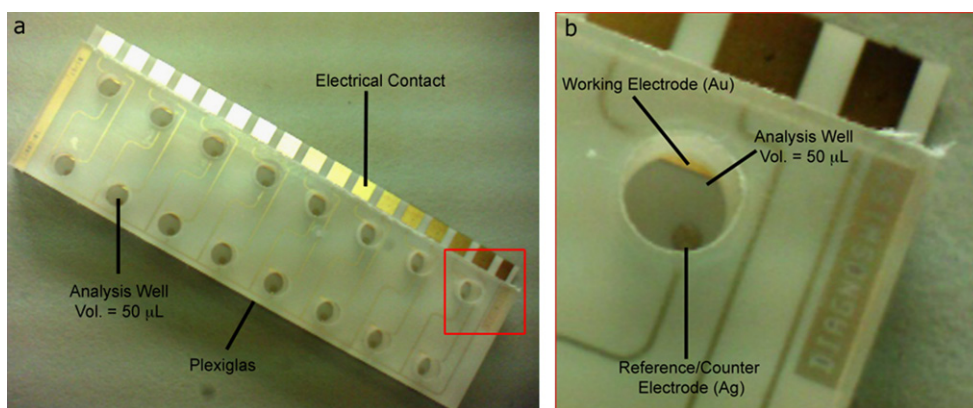 a
Electrical Contact
Analysis Well
Vol. = 50 μL
Plexiglas
b
Working Electrode (Au)
Analysis Well
Vol. = 50 μL
Reference/Counter
Electrode (Ag)
DIAGNOSWISS